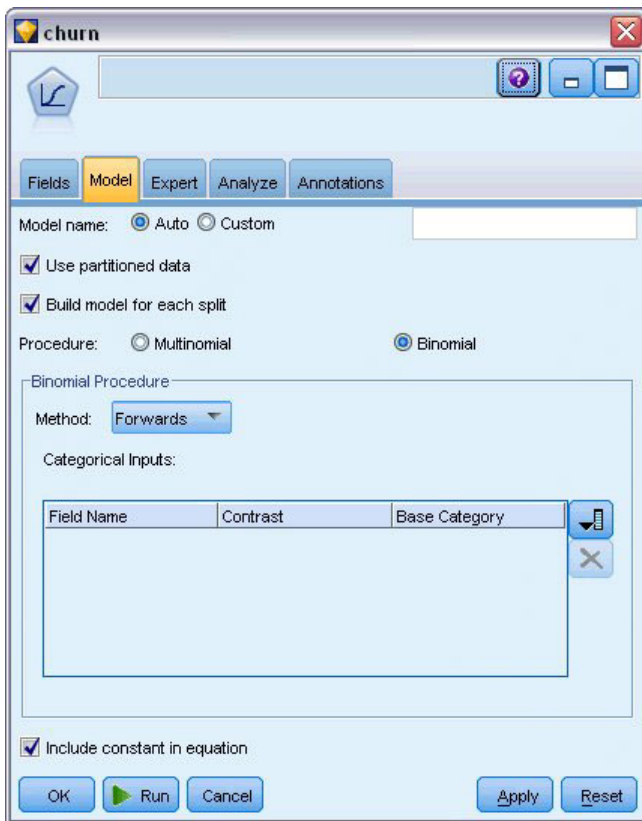 churn
?
Fields Model Expert Analyze Annotations
Model name: Auto Custom
Use partitioned data
Build model for each split
Procedure: Multinomial Binomial
Binomial Procedure
Method: Forwards
Categorical Inputs:
Field Name Contrast Base Category
Include constant in equation
OK Run Cancel Apply Reset